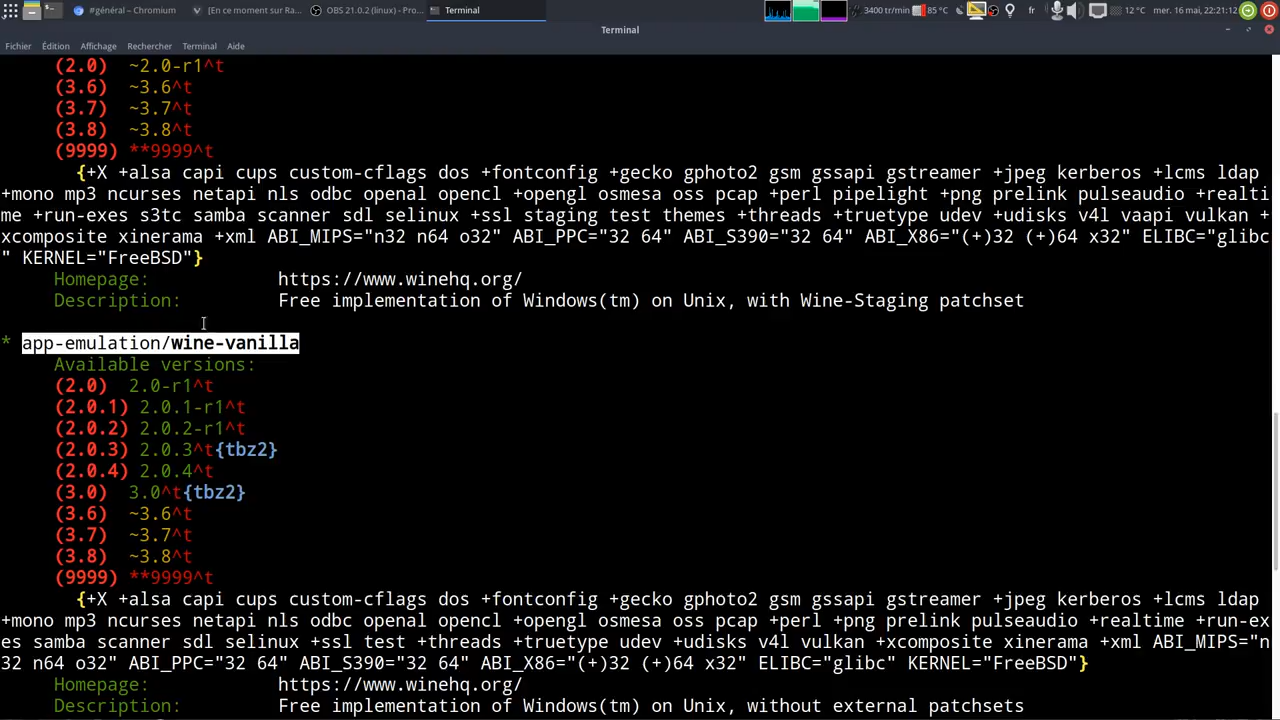 #général – Chromium
[En ce moment sur Ra...
OBS 21.0.2 (linux) - Pro...
Terminal
3400 tr/min
85 °C
fr
12 °C
mer. 16 mai, 22:21:12
Terminal
Fichier Édition Affichage Rechercher Terminal Aide
(2.0) ~2.0-r1^t
(3.6) ~3.6^t
(3.7) ~3.7^t
(3.8) ~3.8^t
(9999) **9999^t
{+X +alsa capi cups custom-cflags dos +fontconfig +gecko gphoto2 gsm gssapi gstreamer +jpeg kerberos +lcms ldap
+mono mp3 ncurses netapi nls odbc openal opencl +opengl osmesa oss pcap +perl pipelight +png prelink pulseaudio +realti
me +run-exes s3tc samba scanner sdl selinux +ssl staging test themes +threads +truetype udev +udisks v4l vaapi vulkan +
xcomposite xinerama +xml ABI_MIPS="n32 n64 o32" ABI_PPC="32 64" ABI_S390="32 64" ABI_X86="(+)32 (+)64 x32" ELIBC="glibc
" KERNEL="FreeBSD"}
Homepage: https://www.winehq.org/
Description: Free implementation of Windows(tm) on Unix, with Wine-Staging patchset
* app-emulation/wine-vanilla
Available versions:
(2.0) 2.0-r1^t
(2.0.1) 2.0.1-r1^t
(2.0.2) 2.0.2-r1^t
(2.0.3) 2.0.3^t{tbz2}
(2.0.4) 2.0.4^t
(3.0) 3.0^t{tbz2}
(3.6) ~3.6^t
(3.7) ~3.7^t
(3.8) ~3.8^t
(9999) **9999^t
{+X +alsa capi cups custom-cflags dos +fontconfig +gecko gphoto2 gsm gssapi gstreamer +jpeg kerberos +lcms ldap
+mono mp3 ncurses netapi nls odbc openal opencl +opengl osmesa oss pcap +perl +png prelink pulseaudio +realtime +run-ex
es samba scanner sdl selinux +ssl test +threads +truetype udev +udisks v4l vulkan +xcomposite xinerama +xml ABI_MIPS="n
32 n64 o32" ABI_PPC="32 64" ABI_S390="32 64" ABI_X86="(+)32 (+)64 x32" ELIBC="glibc" KERNEL="FreeBSD"}
Homepage: https://www.winehq.org/
Description: Free implementation of Windows(tm) on Unix, without external patchsets